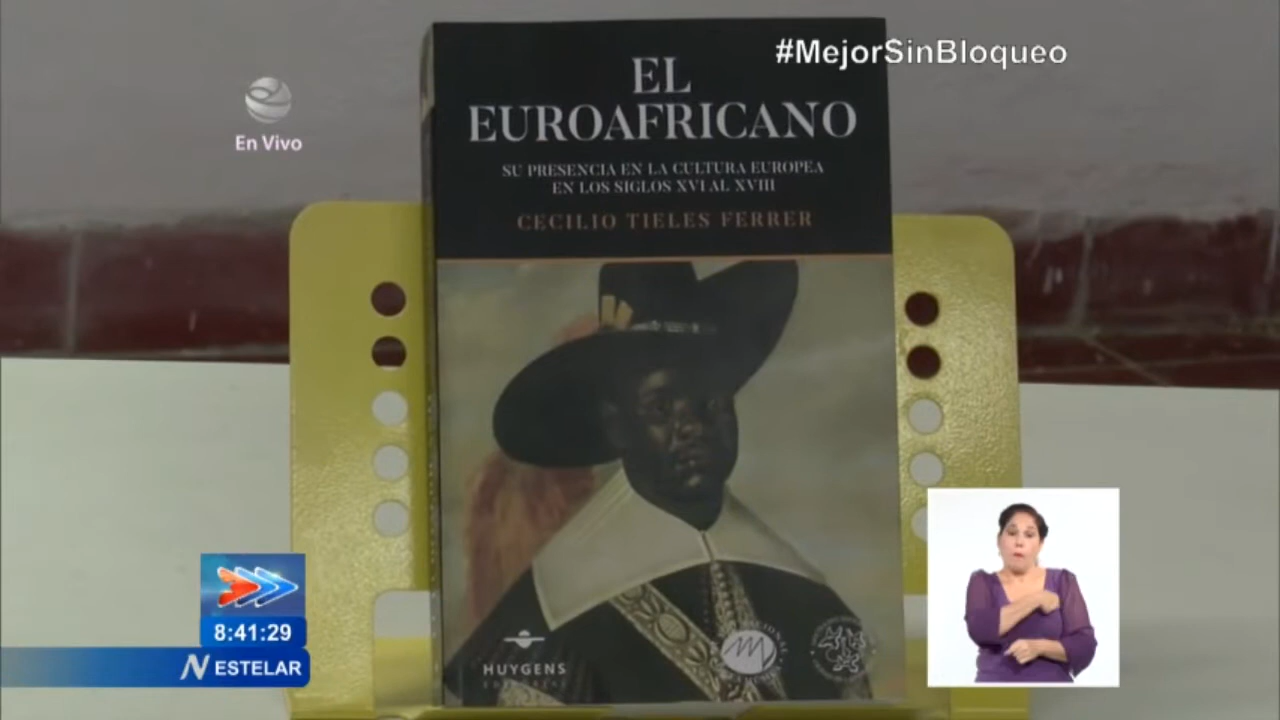 #MejorSinBloqueo
En Vivo
EL
EUROAFRICANO
SU PRESENCIA EN LA CULTURA EUROPEA
EN LOS SIGLOS XVI AL XVIII
CECILIO TIELES FERRER
HUYGENS
EDITORIAL
8:41:29
N ESTELAR